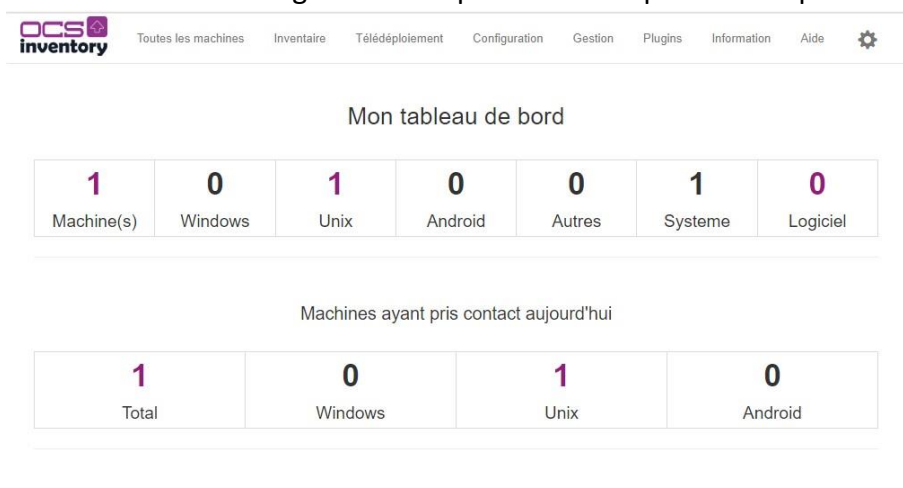 OCS
inventory
Toutes les machines Inventaire Télédéploiement Configuration Gestion Plugins Information Aide
Mon tableau de bord
1 0 1 0 0 1 0
Machine(s) Windows Unix Android Autres Systeme Logiciel
Machines ayant pris contact aujourd'hui
1 0 1 0
Total Windows Unix Android